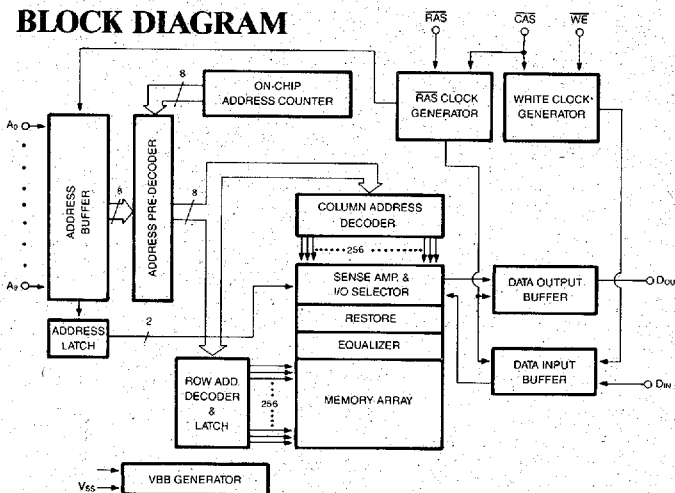 BLOCK DIAGRAM
RAS
CAS
WE
8
ON-CHIP
ADDRESS COUNTER
RAS CLOCK
GENERATOR
WRITE CLOCK
GENERATOR
A0
A9
ADDRESS
BUFFER
8
ADDRESS PRE-DECODER
8
COLUMN ADDRESS
DECODER
256
SENSE AMP. &
I/O SELECTOR
DATA OUTPUT
BUFFER
DOU
ADDRESS
LATCH
2
RESTORE
EQUALIZER
DATA INPUT
BUFFER
DIN
ROW ADD.
DECODER
&
LATCH
256
MEMORY ARRAY
VSS
VBB GENERATOR